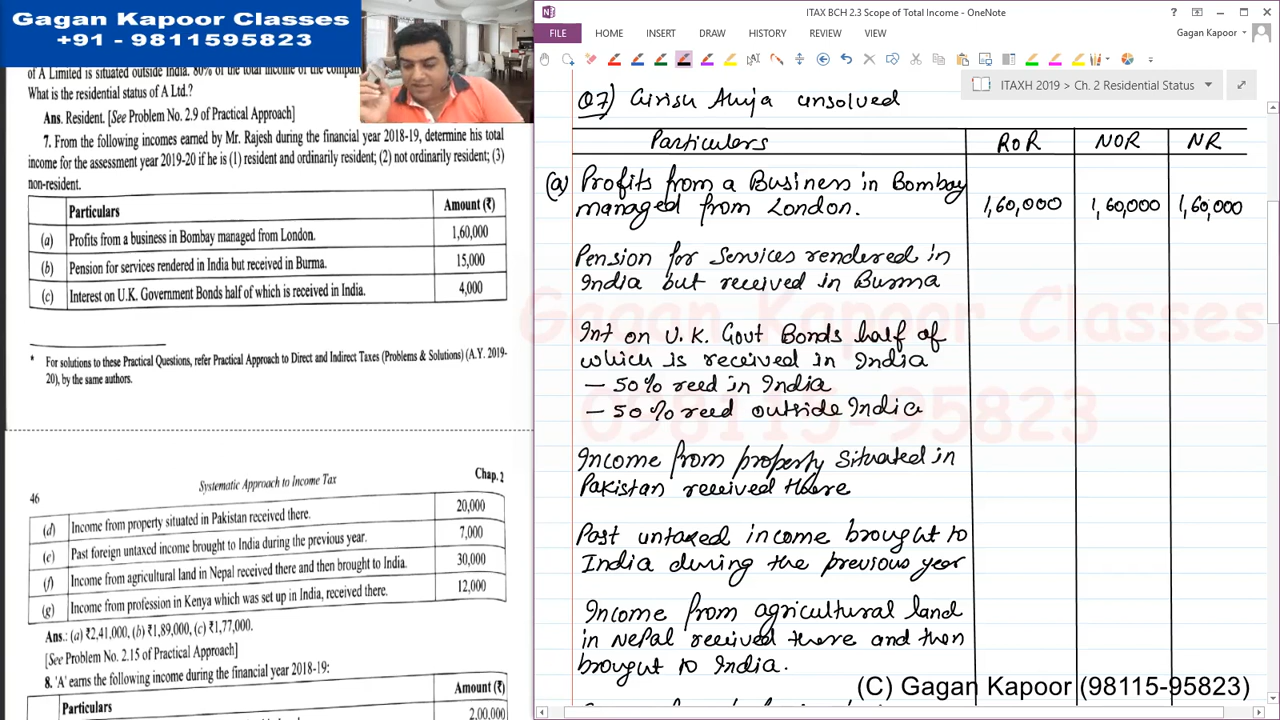 Gagan Kapoor Classes
+91 - 9811595823
of A Limited is situated outside India. 80% of the total income of the
What is the residential status of A Ltd.?
Ans. Resident. [See Problem No. 2.9 of Practical Approach]
7. From the following incomes earned by Mr. Rajesh during the financial year 2018-19, determine his total
income for the assessment year 2019-20 if he is (1) resident and ordinarily resident; (2) not ordinarily resident; (3)
non-resident.
Particulars Amount (₹)
(a) Profits from a business in Bombay managed from London. 1,60,000
(b) Pension for services rendered in India but received in Burma. 15,000
(c) Interest on U.K. Government Bonds half of which is received in India. 4,000
* For solutions to these Practical Questions, refer Practical Approach to Direct and Indirect Taxes (Problems & Solutions) (A.Y. 2019-
20), by the same authors.
46 Systematic Approach to Income Tax Chap. 2
(d) Income from property situated in Pakistan received there. 20,000
(e) Past foreign untaxed income brought to India during the previous year. 7,000
(f) Income from agricultural land in Nepal received there and then brought to India. 30,000
(g) Income from profession in Kenya which was set up in India, received there. 12,000
Ans.: (a) ₹2,41,000, (b) ₹1,89,000, (c) ₹1,77,000.
[See Problem No. 2.15 of Practical Approach]
8. 'A' earns the following income during the financial year 2018-19:
Particulars Amount (₹)
2,00,000
ITAX BCH 2.3 Scope of Total Income - OneNote
FILE HOME INSERT DRAW HISTORY REVIEW VIEW Gagan Kapoor
ITAXH 2019 > Ch. 2 Residential Status
Q7) Girish Ahuja unsolved
Particulars ROR NOR NR
(a) Profits from a Business in Bombay
managed from London. 1,60,000 1,60,000 1,60,000
Pension for Services rendered in
India but received in Burma
Int on U.K. Govt Bonds half of
which is received in India
- 50% recd in India
- 50% recd outside India
Income from property situated in
Pakistan received there
Past untaxed income brought to
India during the previous year
Income from agricultural land
in Nepal received there and then
brought to India.
Gagan Kapoor Classes
098115-95823
(C) Gagan Kapoor (98115-95823)